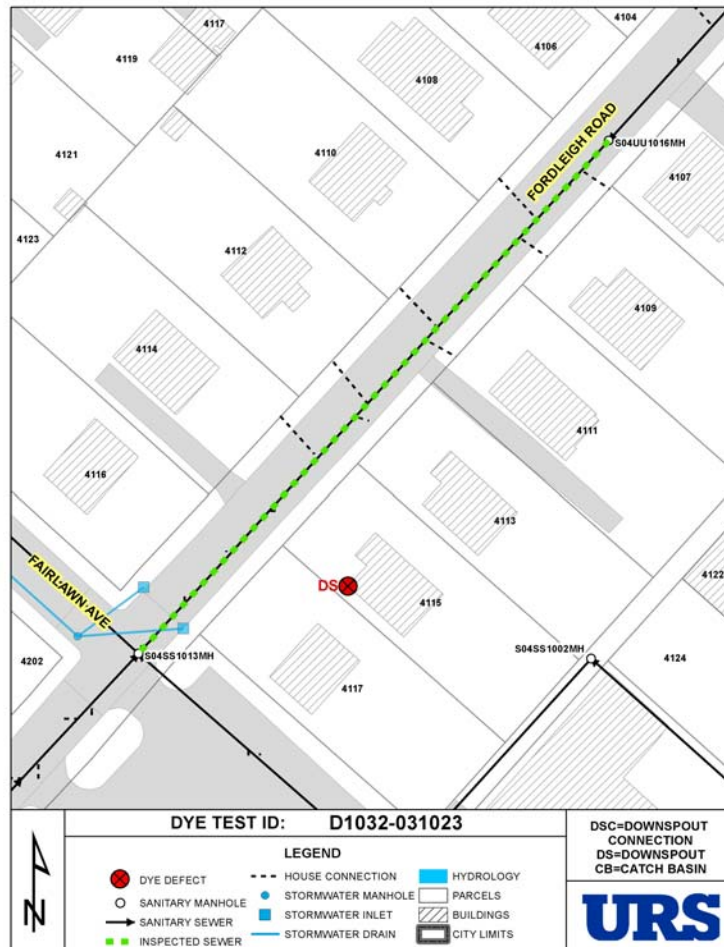 4104
4117
4106
4119
4108
FORDLEIGH ROAD
S04UU1016MH
4110
4121
4107
4123
4112
4109
4114
4111
4116
4113
FAIRLAWN AVE
DS
4115
4122
S04SS1002MH
S04SS1013MH
4202
4124
4117
DYE TEST ID: D1032-031023
LEGEND
DYE DEFECT
SANITARY MANHOLE
SANITARY SEWER
INSPECTED SEWER
HOUSE CONNECTION
STORMWATER MANHOLE
STORMWATER INLET
STORMWATER DRAIN
HYDROLOGY
PARCELS
BUILDINGS
CITY LIMITS
DSC=DOWNSPOUT
CONNECTION
DS=DOWNSPOUT
CB=CATCH BASIN
N
URS